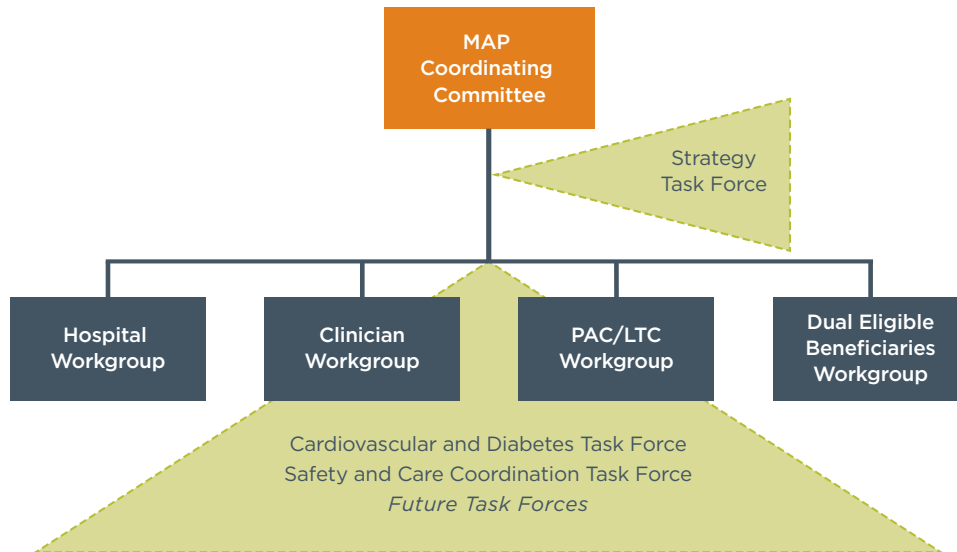 MAP
Coordinating
Committee
Strategy
Task Force
Hospital
Workgroup
Clinician
Workgroup
PAC/LTC
Workgroup
Dual Eligible
Beneficiaries
Workgroup
Cardiovascular and Diabetes Task Force
Safety and Care Coordination Task Force
Future Task Forces